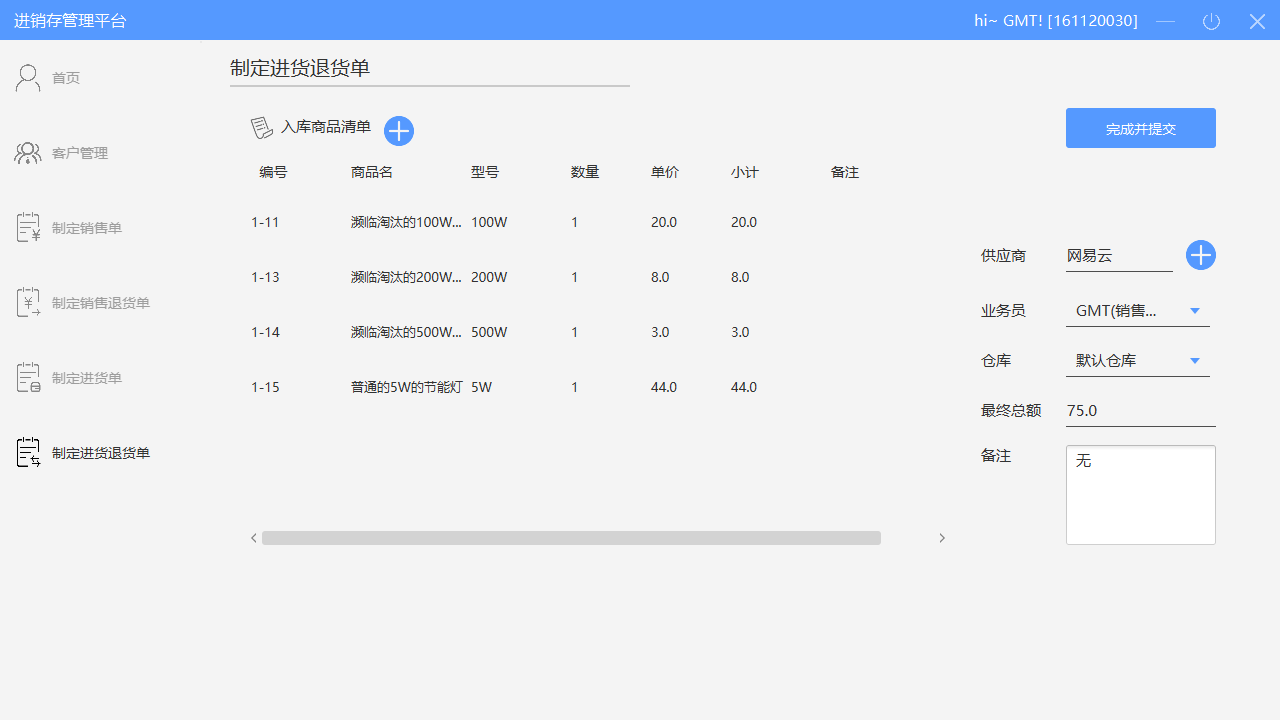 进销存管理平台
hi~ GMT! [161120030]
首页
客户管理
制定销售单
制定销售退货单
制定进货单
制定进货退货单
制定进货退货单
入库商品清单
完成并提交
编号 商品名 型号 数量 单价 小计 备注
1-11 濒临淘汰的100W... 100W 1 20.0 20.0
1-13 濒临淘汰的200W... 200W 1 8.0 8.0
1-14 濒临淘汰的500W... 500W 1 3.0 3.0
1-15 普通的5W的节能灯 5W 1 44.0 44.0
供应商 网易云
业务员 GMT(销售...
仓库 默认仓库
最终总额 75.0
备注 无